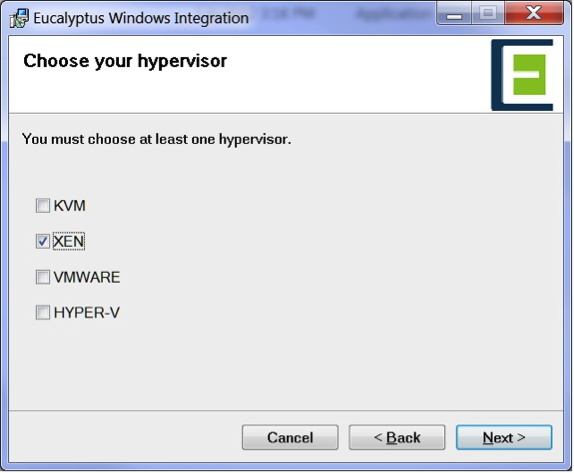 Eucalyptus Windows Integration
Choose your hypervisor
You must choose at least one hypervisor.
KVM
XEN
VMWARE
HYPER-V
Cancel
< Back
Next >